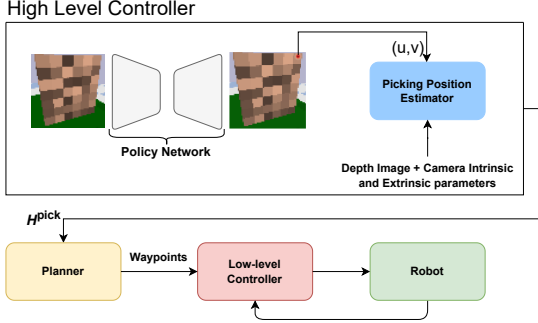 High Level Controller
(u,v)
Picking Position
Estimator
Policy Network
Depth Image + Camera Intrinsic
and Extrinsic parameters
Hpick
Planner
Waypoints
Low-level
Controller
Robot